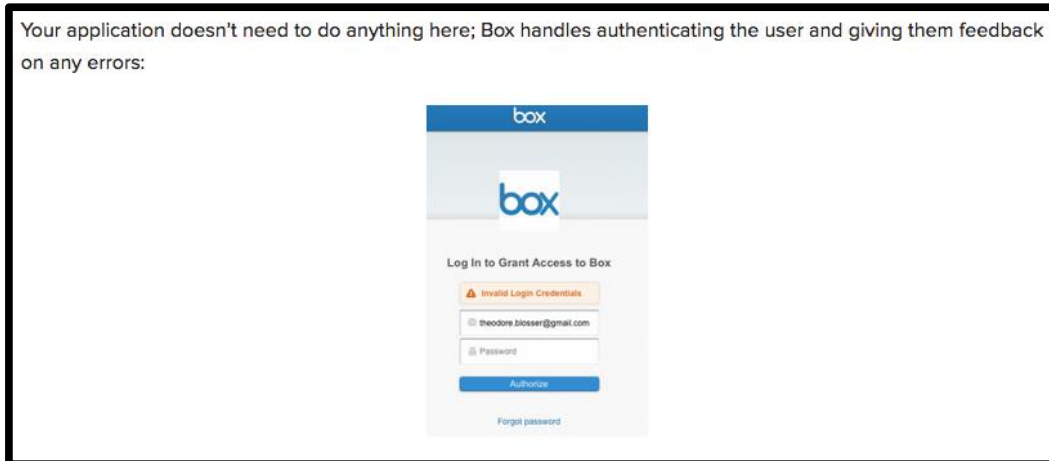 Your application doesn't need to do anything here; Box handles authenticating the user and giving them feedback
on any errors:
box
box
Log In to Grant Access to Box
Invalid Login Credentials
theodore.blosser@gmail.com
Password
Authorize
Forgot password